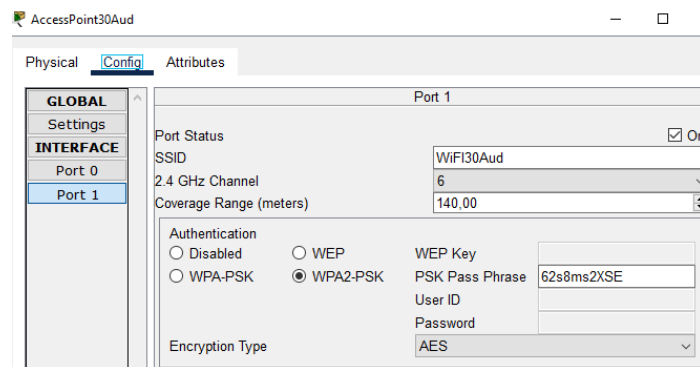 AccessPoint30Aud
Physical Config Attributes
GLOBAL
Settings
INTERFACE
Port 0
Port 1
Port 1
Port Status
SSID WiFI30Aud
2.4 GHz Channel 6
Coverage Range (meters) 140,00
Authentication
Disabled WEP WEP Key
WPA-PSK WPA2-PSK PSK Pass Phrase 62s8ms2XSE
User ID
Password
Encryption Type AES